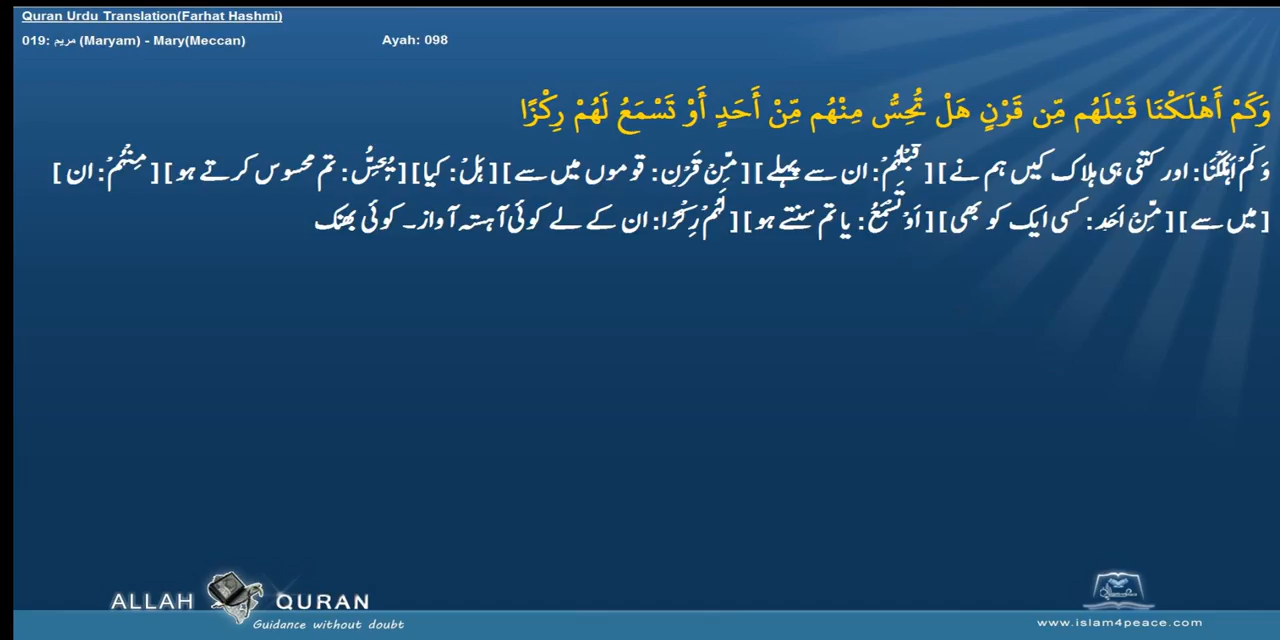 Quran Urdu Translation(Farhat Hashmi)
019: مريم (Maryam) - Mary(Meccan) Ayah: 098
وَكَمْ أَهْلَكْنَا قَبْلَهُم مِّن قَرْنٍ هَلْ تُحِسُّ مِنْهُم مِّنْ أَحَدٍ أَوْ تَسْمَعُ لَهُمْ رِكْزًا
وَكَمْ اَهْلَكْنَا: اور کتنی ہی ہلاک کیں ہم نے] [قَبْلَهُمْ: ان سے پہلے] [مِّنْ قَرْنٍ: قوموں میں سے] [هَلْ: کیا] [تُحِسُّ: تم محسوس کرتے ہو] [مِنْهُمْ: ان]
[میں سے] [مِّنْ اَحَدٍ: کسی ایک کو بھی] [اَوْ تَسْمَعُ: یا تم سنتے ہو] [لَهُمْ رِكْزًا: ان کے لے کوئی آہستہ آواز۔ کوئی بھنک
ALLAH QURAN
Guidance without doubt
www.islam4peace.com